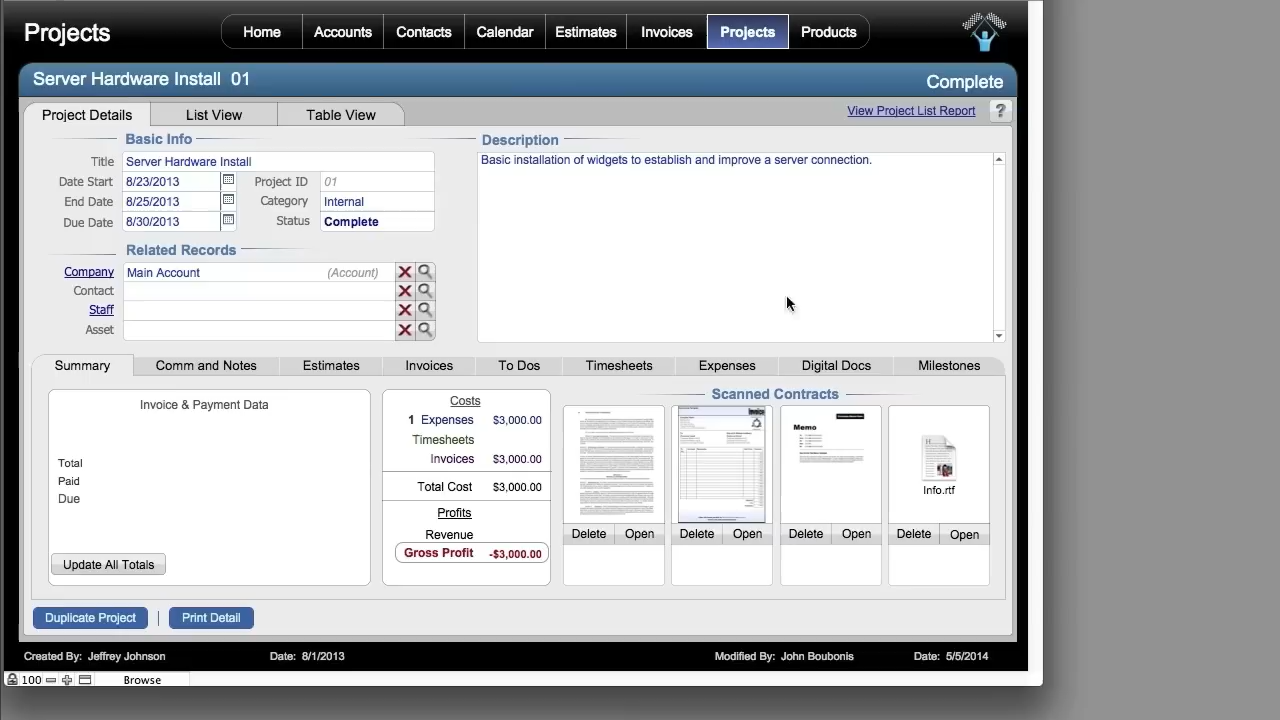 Projects
Home Accounts Contacts Calendar Estimates Invoices Projects Products
Server Hardware Install 01
Complete
Project Details List View Table View
View Project List Report ?
Basic Info
Title Server Hardware Install
Date Start 8/23/2013 Project ID 01
End Date 8/25/2013 Category Internal
Due Date 8/30/2013 Status Complete
Description
Basic installation of widgets to establish and improve a server connection.
Related Records
Company Main Account (Account)
Contact
Staff
Asset
Summary Comm and Notes Estimates Invoices To Dos Timesheets Expenses Digital Docs Milestones
Invoice & Payment Data
Total
Paid
Due
Update All Totals
Costs
1 Expenses $3,000.00
Timesheets
Invoices $3,000.00
Total Cost $3,000.00
Profits
Revenue
Gross Profit -$3,000.00
Scanned Contracts
Memo
Info.rtf
Delete Open Delete Open Delete Open Delete Open
Duplicate Project | Print Detail
Created By: Jeffrey Johnson Date: 8/1/2013 Modified By: John Boubonis Date: 5/5/2014
100 Browse